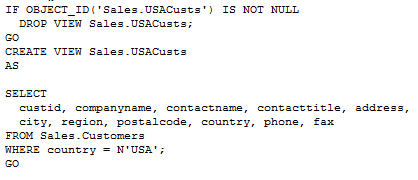 IF OBJECT_ID('Sales.USACusts') IS NOT NULL
  DROP VIEW Sales.USACusts;
GO
CREATE VIEW Sales.USACusts
AS

SELECT
  custid, companyname, contactname, contacttitle, address,
  city, region, postalcode, country, phone, fax
FROM Sales.Customers
WHERE country = N'USA';
GO